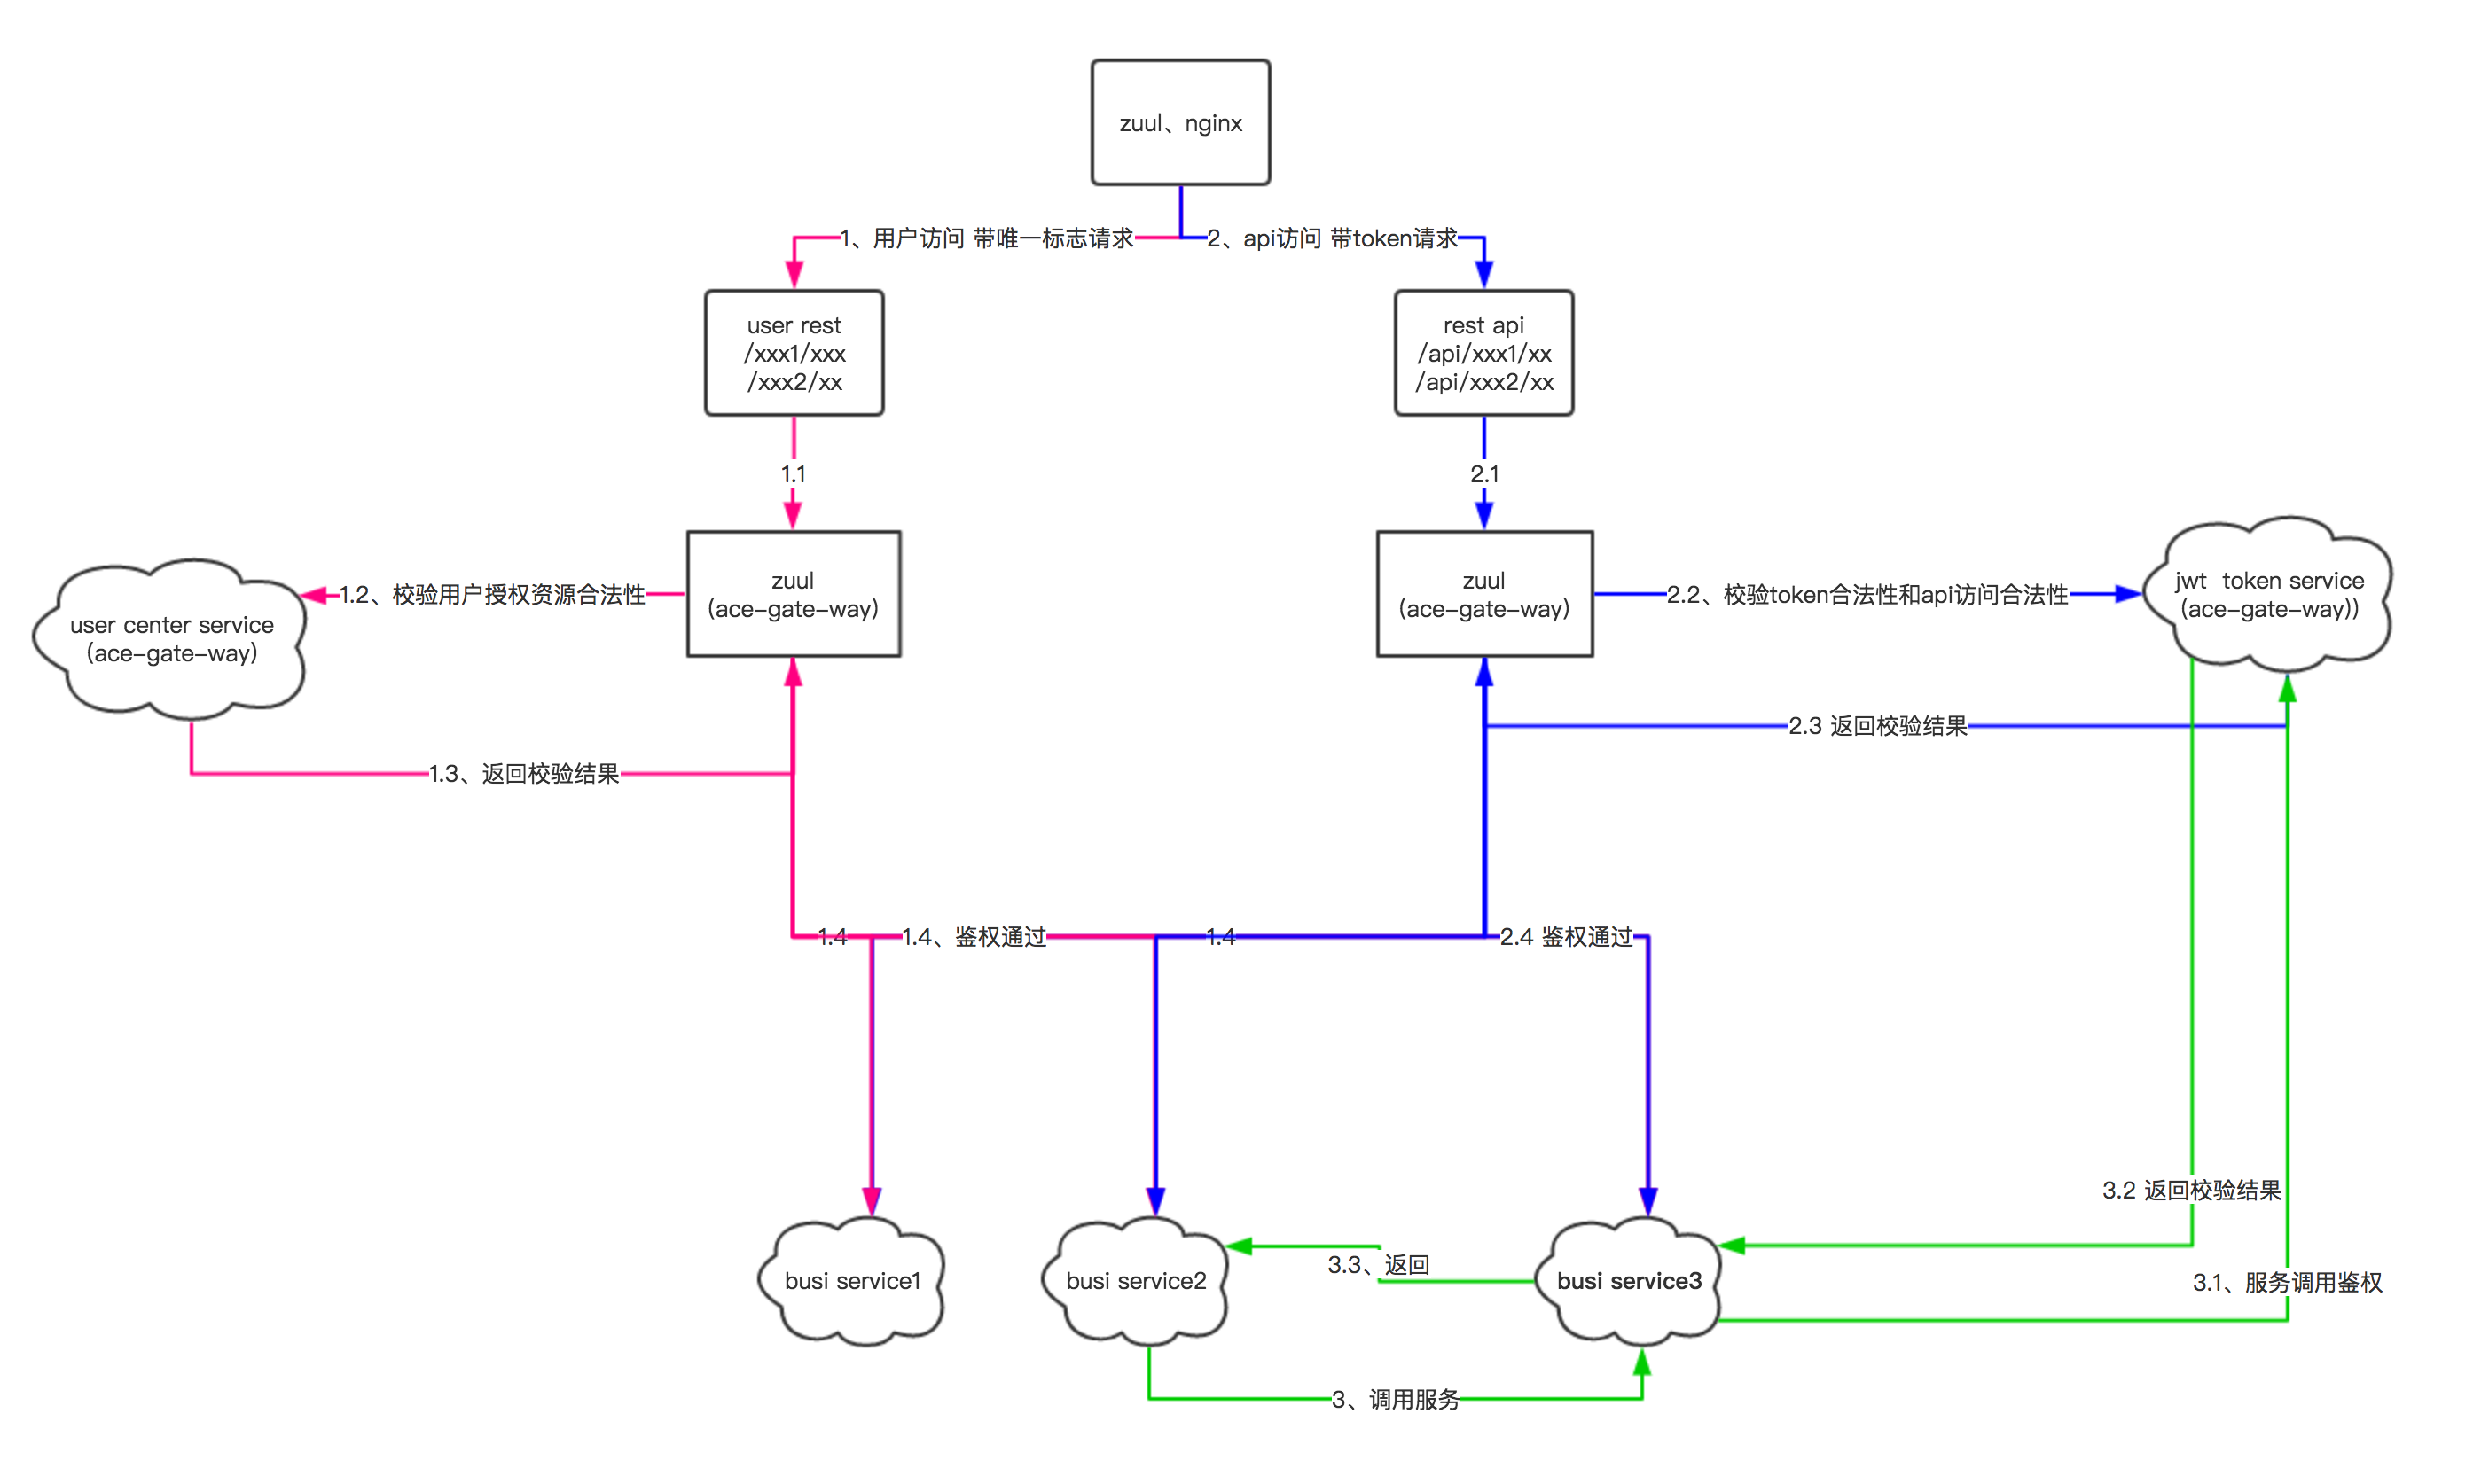 zuul、nginx
1、用户访问 带唯一标志请求
2、api访问 带token请求
user rest
/xxx1/xxx
/xxx2/xx
rest api
/api/xxx1/xx
/api/xxx2/xx
1.1
2.1
zuul
(ace-gate-way)
zuul
(ace-gate-way)
jwt  token service
(ace-gate-way))
1.2、校验用户授权资源合法性
2.2、校验token合法性和api访问合法性
user center service
(ace-gate-way)
2.3 返回校验结果
1.3、返回校验结果
1.4
1.4、鉴权通过
1.4
2.4 鉴权通过
3.2 返回校验结果
3.3、返回
busi service1
busi service2
busi service3
3.1、服务调用鉴权
3、调用服务